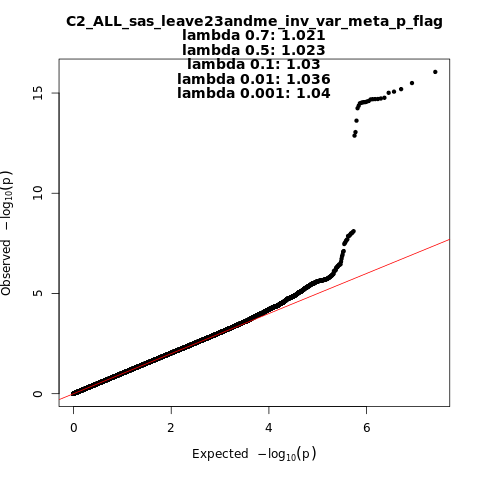 C2_ALL_sas_leave23andme_inv_var_meta_p_flag
lambda 0.7: 1.021
lambda 0.5: 1.023
lambda 0.1: 1.03
lambda 0.01: 1.036
lambda 0.001: 1.04
15
10
5
0
Observed −log10(p)
0 2 4 6
Expected −log10(p)